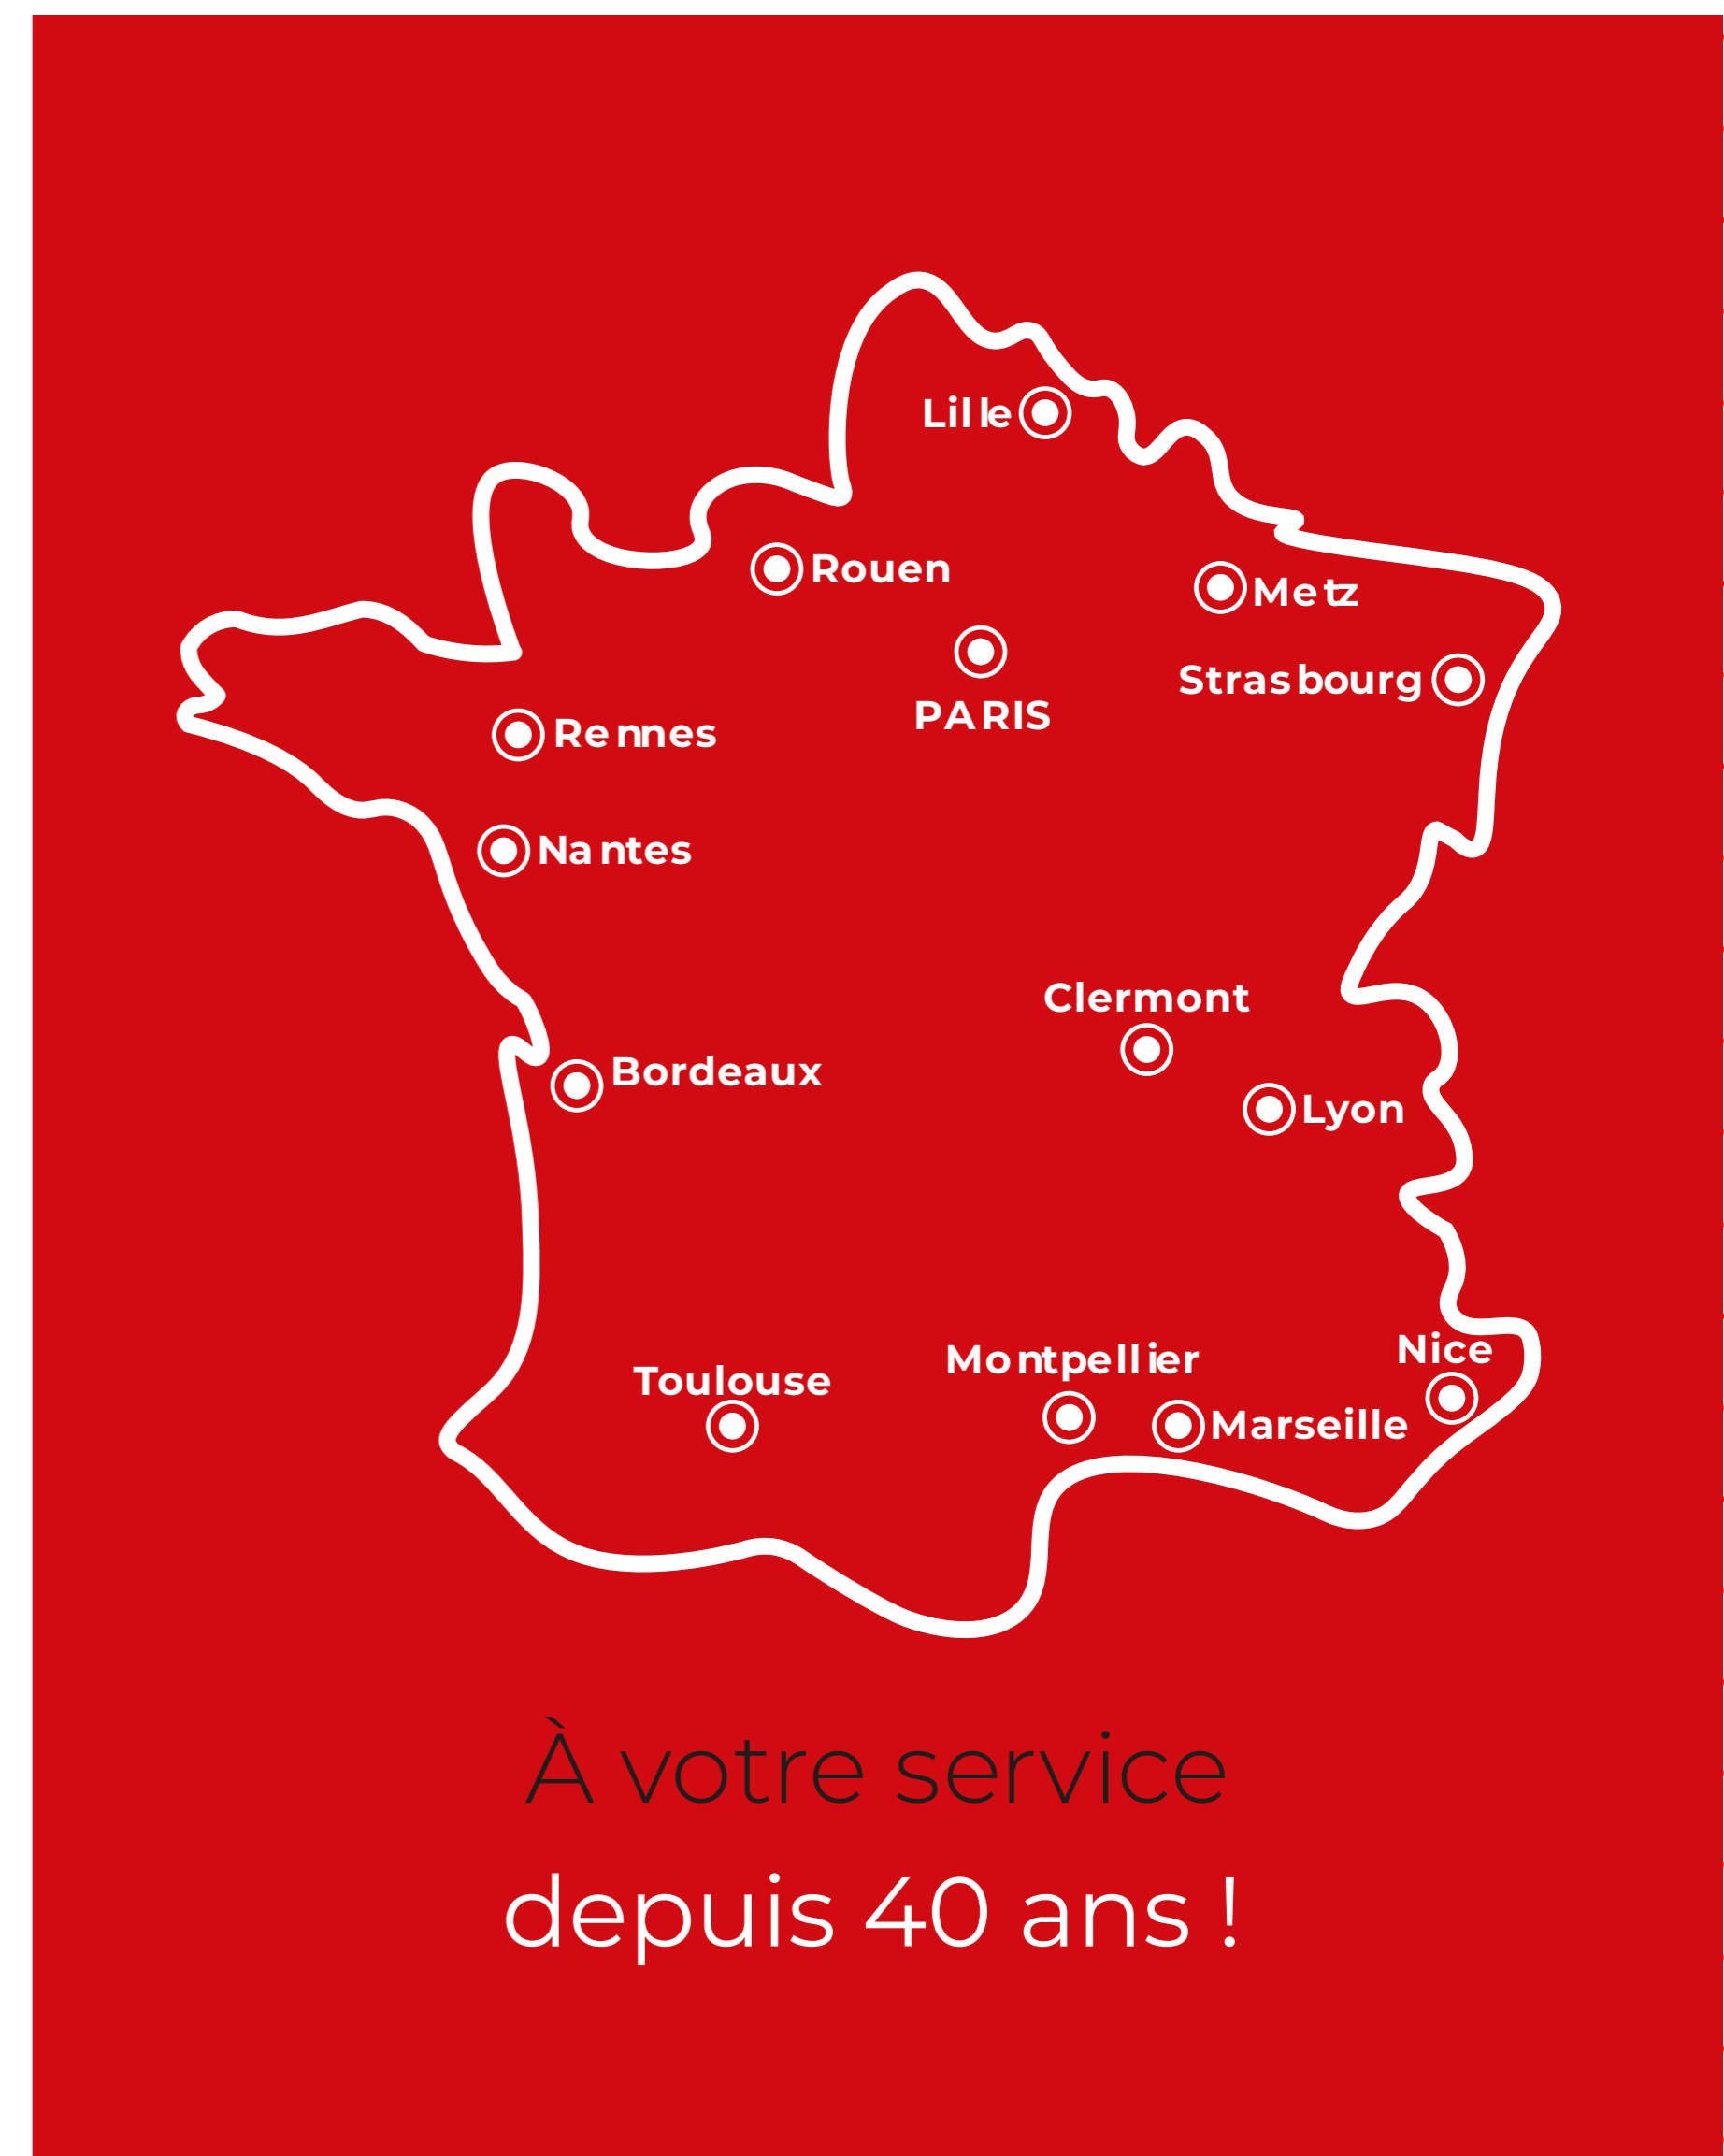 Lille
Rouen
Metz
Strasbourg
PARIS
Rennes
Nantes
Clermont
Bordeaux
Lyon
Nice
Montpellier
Toulouse
Marseille
À votre service
depuis 40 ans !